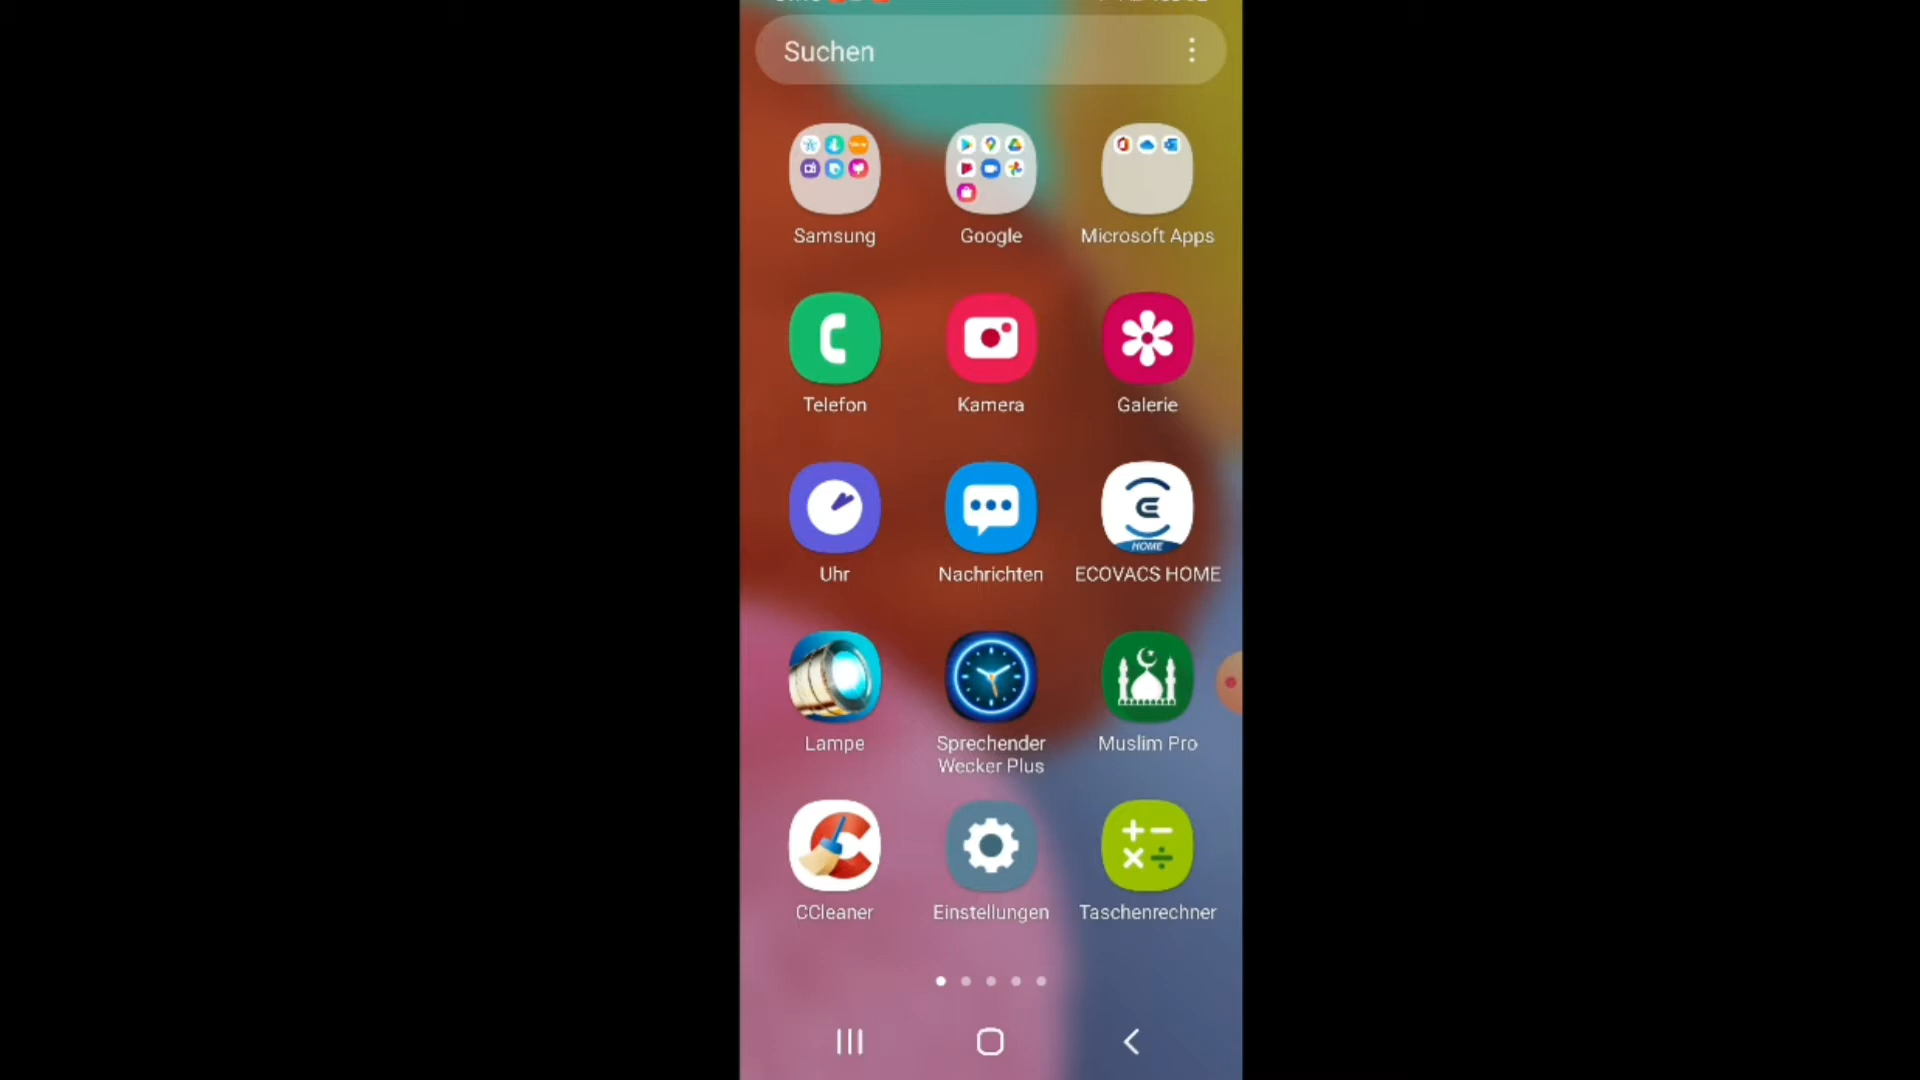 Suchen
Samsung
Google
Microsoft Apps
Telefon
Kamera
Galerie
HOME
Uhr
Nachrichten
ECOVACS HOME
Lampe
Sprechender
Wecker Plus
Muslim Pro
CCleaner
Einstellungen
Taschenrechner